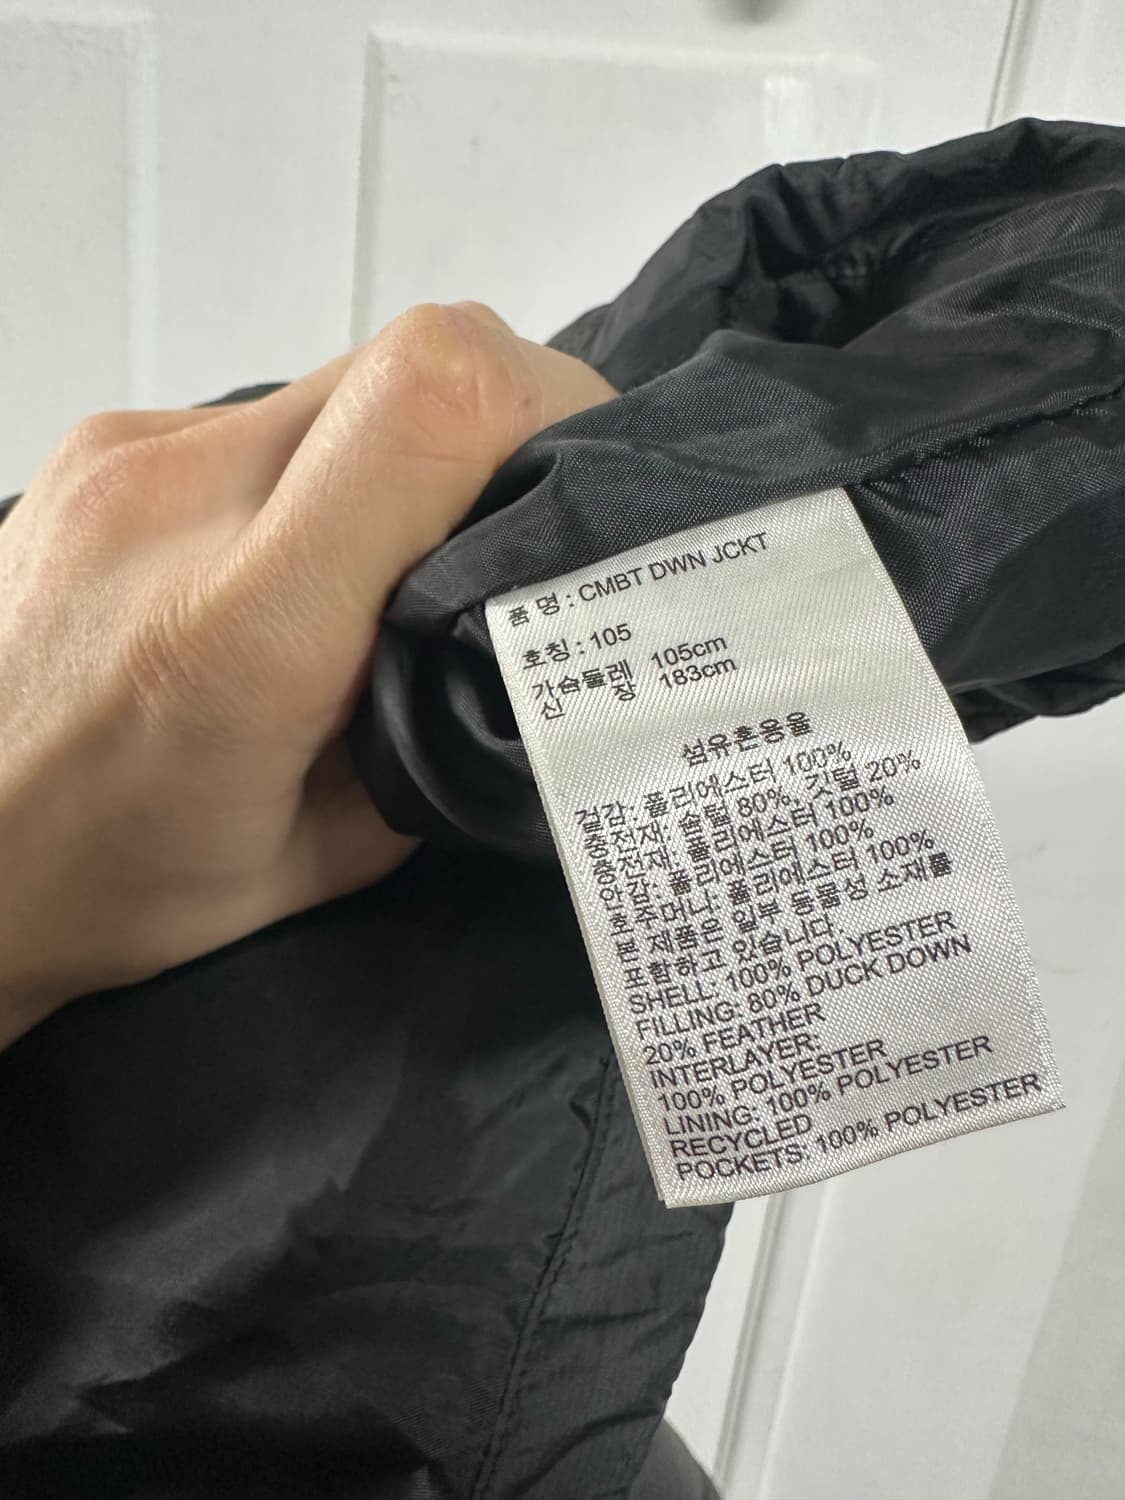 품 명 : CMBT DWN JCKT
호칭 : 105
가슴둘레 105cm
신 장 183cm
섬유혼용율
겉감: 폴리에스터 100%
충전재: 솜털 80%, 깃털 20%
충전재: 폴리에스터 100%
안감: 폴리에스터 100%
호주머니: 폴리에스터 100%
본 제품은 일부 동물성 소재를
포함하고 있습니다.
SHELL: 100% POLYESTER
FILLING: 80% DUCK DOWN
20% FEATHER
INTERLAYER:
100% POLYESTER
LINING: 100% POLYESTER
RECYCLED
POCKETS: 100% POLYESTER